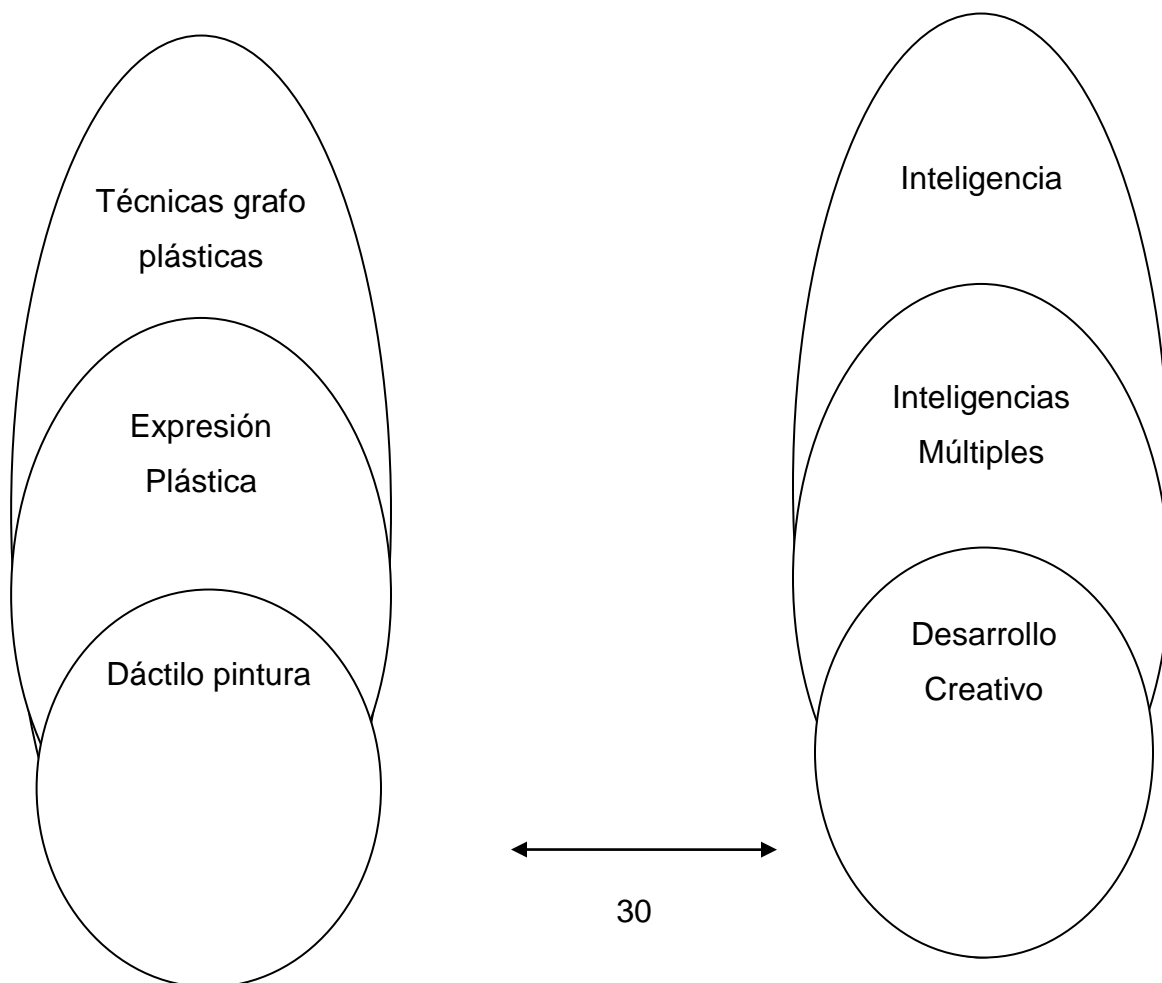 Técnicas grafo
plásticas
Expresión
Plástica
Dáctilo pintura
Inteligencia
Inteligencias
Múltiples
Desarrollo
Creativo
30